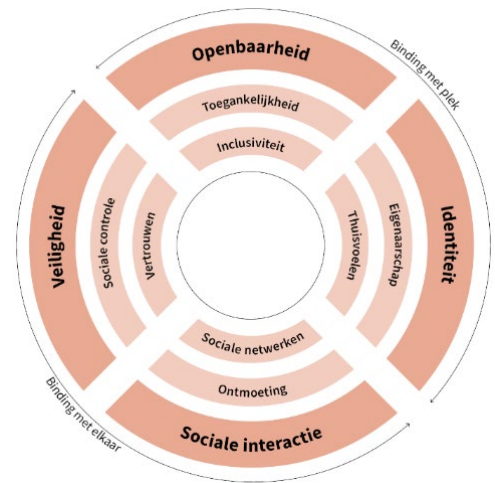 Openbaarheid
Toegankelijkheid
Inclusiviteit
Binding met plek
Identiteit
Eigenaarschap
Thuisvoelen
Veiligheid
Sociale controle
Vertrouwen
Sociale netwerken
Ontmoeting
Sociale interactie
Binding met elkaar